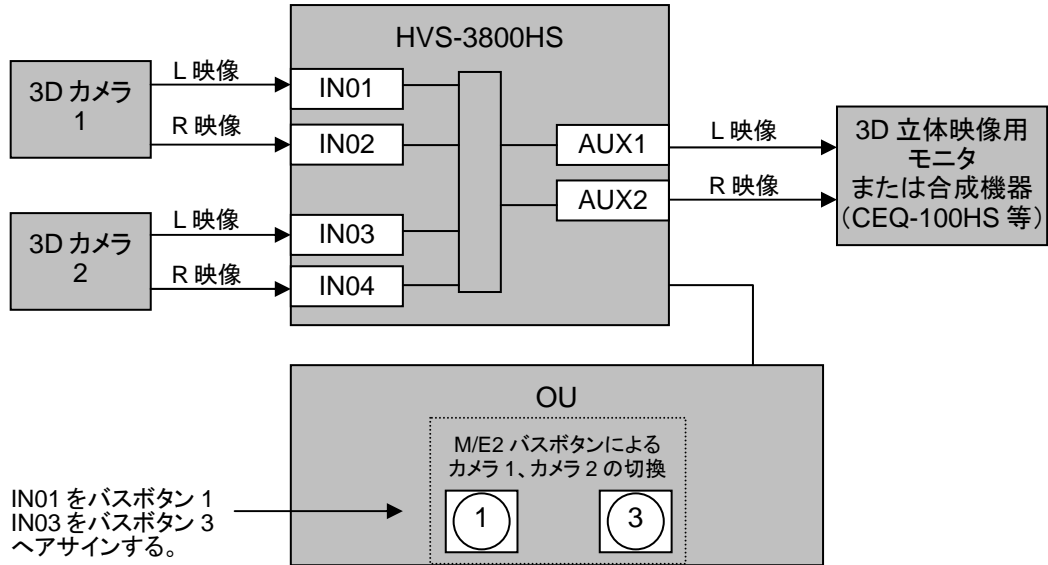 HVS-3800HS
3D カメラ
1
L 映像
R 映像
IN01
IN02
3D カメラ
2
L 映像
R 映像
IN03
IN04
AUX1
AUX2
L 映像
R 映像
3D 立体映像用
モニタ
または合成機器
(CEQ-100HS 等)
OU
M/E2 バスボタンによる
カメラ 1、カメラ 2 の切換
1
3
IN01 をバスボタン 1
IN03 をバスボタン 3
へアサインする。